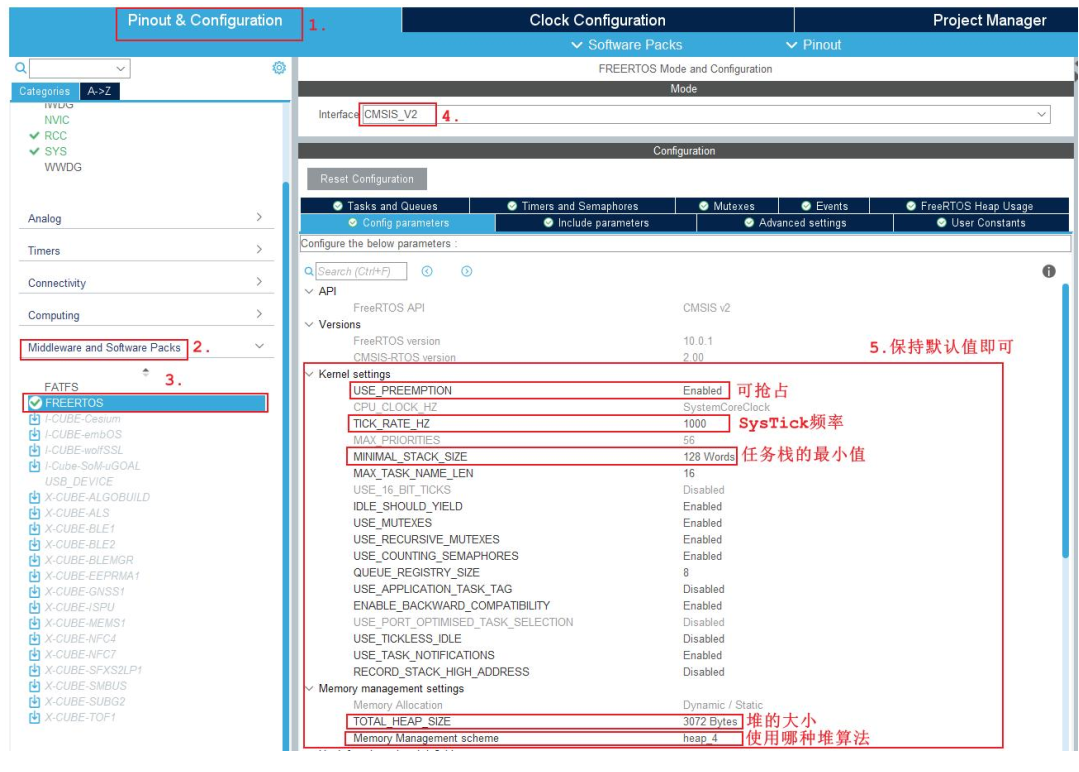 Pinout & Configuration
1.
Clock Configuration
Project Manager
Software Packs
Pinout
Categories
A->Z
IWDG
NVIC
RCC
SYS
WWDG
Analog
Timers
Connectivity
Computing
Middleware and Software Packs
2.
3.
FATFS
FREERTOS
I-CUBE-Cesium
I-CUBE-embOS
I-CUBE-wolfSSL
I-Cube-SoM-uGOAL
USB_DEVICE
X-CUBE-ALGOBUILD
X-CUBE-ALS
X-CUBE-BLE1
X-CUBE-BLE2
X-CUBE-BLEMGR
X-CUBE-EEPRMA1
X-CUBE-GNSS1
X-CUBE-ISPU
X-CUBE-MEMS1
X-CUBE-NFC4
X-CUBE-NFC7
X-CUBE-SFXS2LP1
X-CUBE-SMBUS
X-CUBE-SUBG2
X-CUBE-TOF1
FREERTOS Mode and Configuration
Mode
Interface CMSIS_V2
4.
Configuration
Reset Configuration
Tasks and Queues
Timers and Semaphores
Mutexes
Events
FreeRTOS Heap Usage
Config parameters
Include parameters
Advanced settings
User Constants
Configure the below parameters :
Search (Ctrl+F)
API
FreeRTOS API CMSIS v2
Versions
FreeRTOS version 10.0.1
CMSIS-RTOS version 2.00
5.保持默认值即可
Kernel settings
USE_PREEMPTION Enabled 可抢占
CPU_CLOCK_HZ SystemCoreClock
TICK_RATE_HZ 1000 SysTick频率
MAX_PRIORITIES 56
MINIMAL_STACK_SIZE 128 Words 任务栈的最小值
MAX_TASK_NAME_LEN 16
USE_16_BIT_TICKS Disabled
IDLE_SHOULD_YIELD Enabled
USE_MUTEXES Enabled
USE_RECURSIVE_MUTEXES Enabled
USE_COUNTING_SEMAPHORES Enabled
QUEUE_REGISTRY_SIZE 8
USE_APPLICATION_TASK_TAG Disabled
ENABLE_BACKWARD_COMPATIBILITY Enabled
USE_PORT_OPTIMISED_TASK_SELECTION Disabled
USE_TICKLESS_IDLE Disabled
USE_TASK_NOTIFICATIONS Enabled
RECORD_STACK_HIGH_ADDRESS Disabled
Memory management settings
Memory Allocation Dynamic / Static
TOTAL_HEAP_SIZE 3072 Bytes 堆的大小
Memory Management scheme heap_4 使用哪种堆算法